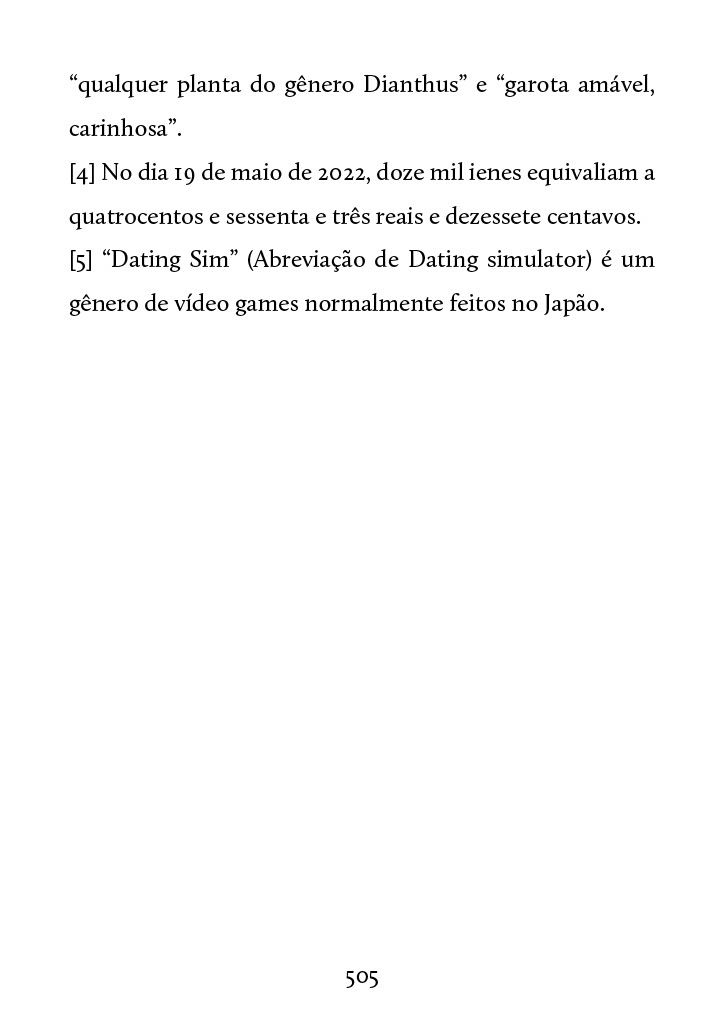 “qualquer planta do gênero Dianthus” e “garota amável,
carinhosa”.
[4] No dia 19 de maio de 2022, doze mil ienes equivaliam a
quatrocentos e sessenta e três reais e dezessete centavos.
[5] “Dating Sim” (Abreviação de Dating simulator) é um
gênero de vídeo games normalmente feitos no Japão.
505